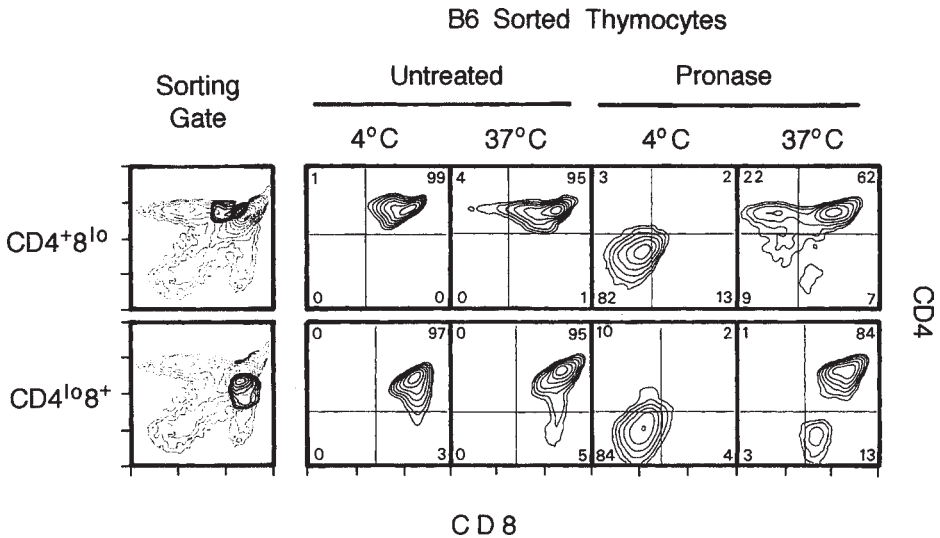 B6 Sorted Thymocytes
Sorting
Gate
Untreated
Pronase
4°C
37°C
4°C
37°C
CD4⁺8ˡᵒ
1 99
0 0
4 95
0 1
3 2
82 13
22 62
9 7
CD4ˡᵒ8⁺
0 97
0 3
0 95
0 5
10 2
84 4
1 84
3 13
CD4
CD8